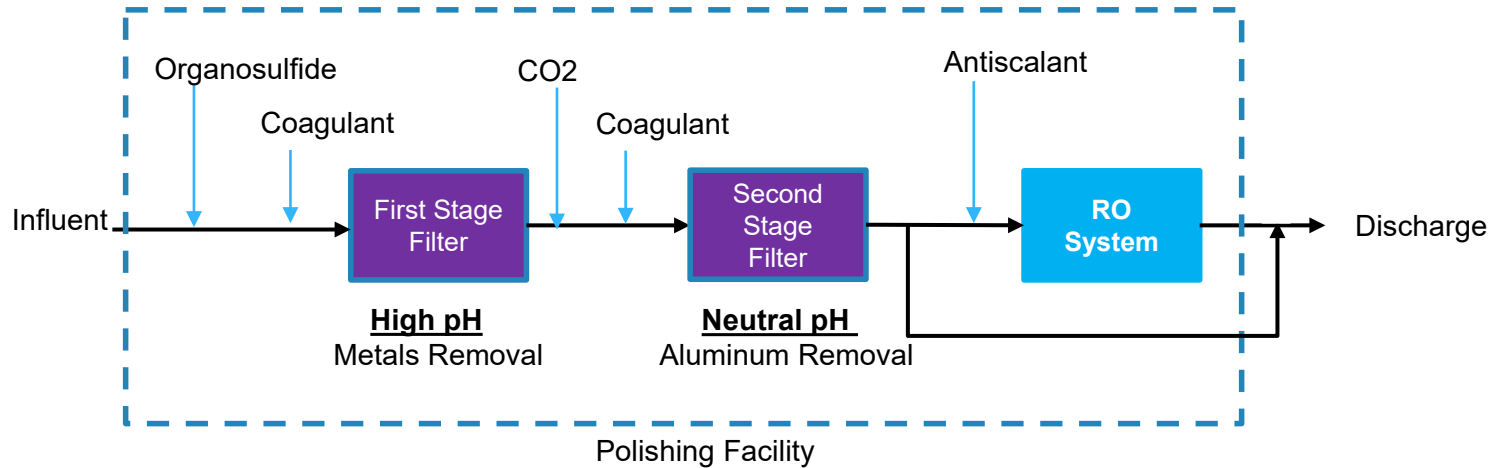 Organosulfide
CO2
Antiscalant
Coagulant
Coagulant
Influent
First Stage
Filter
Second
Stage
Filter
RO
System
Discharge
High pH
Metals Removal
Neutral pH
Aluminum Removal
Polishing Facility